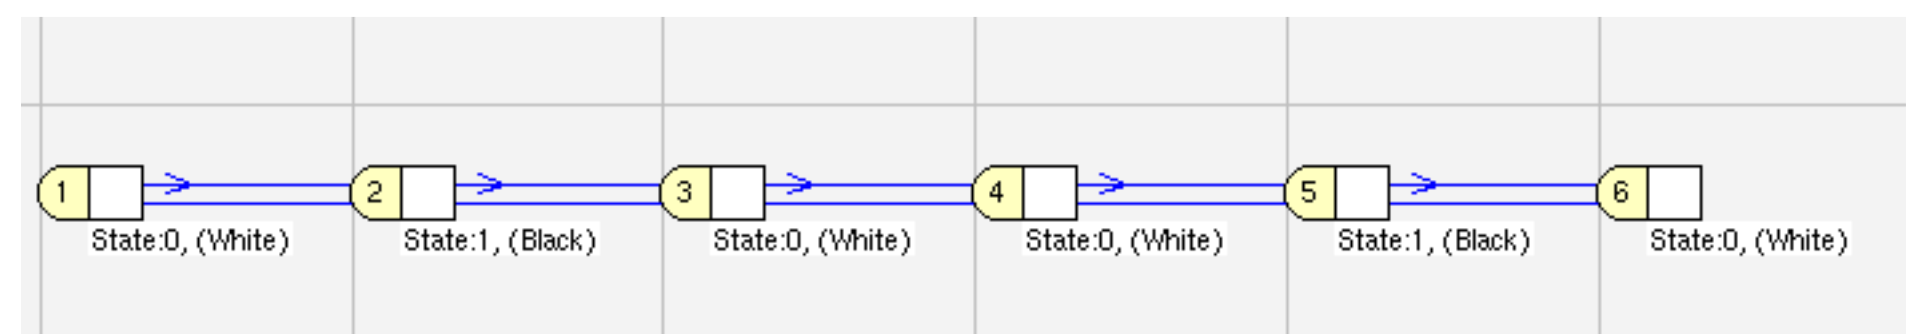 1 2 3 4 5 6
State:0, (White) State:1, (Black) State:0, (White) State:0, (White) State:1, (Black) State:0, (White)